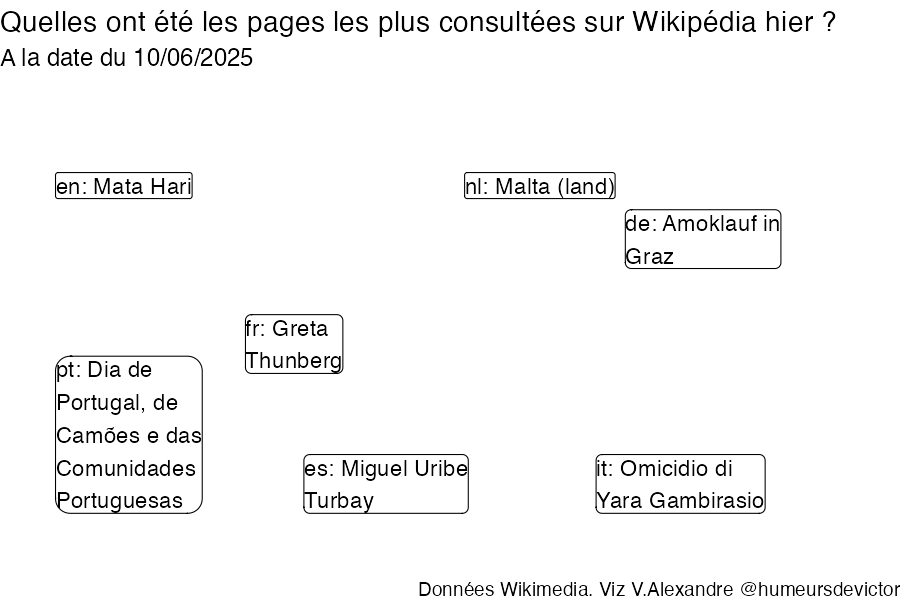 Quelles ont été les pages les plus consultées sur Wikipédia hier ?
A la date du 10/06/2025
en: Mata Hari
nl: Malta (land)
de: Amoklauf in
Graz
fr: Greta
Thunberg
pt: Dia de
Portugal, de
Camões e das
Comunidades
Portuguesas
es: Miguel Uribe
Turbay
it: Omicidio di
Yara Gambirasio
Données Wikimedia. Viz V.Alexandre @humeursdevictor